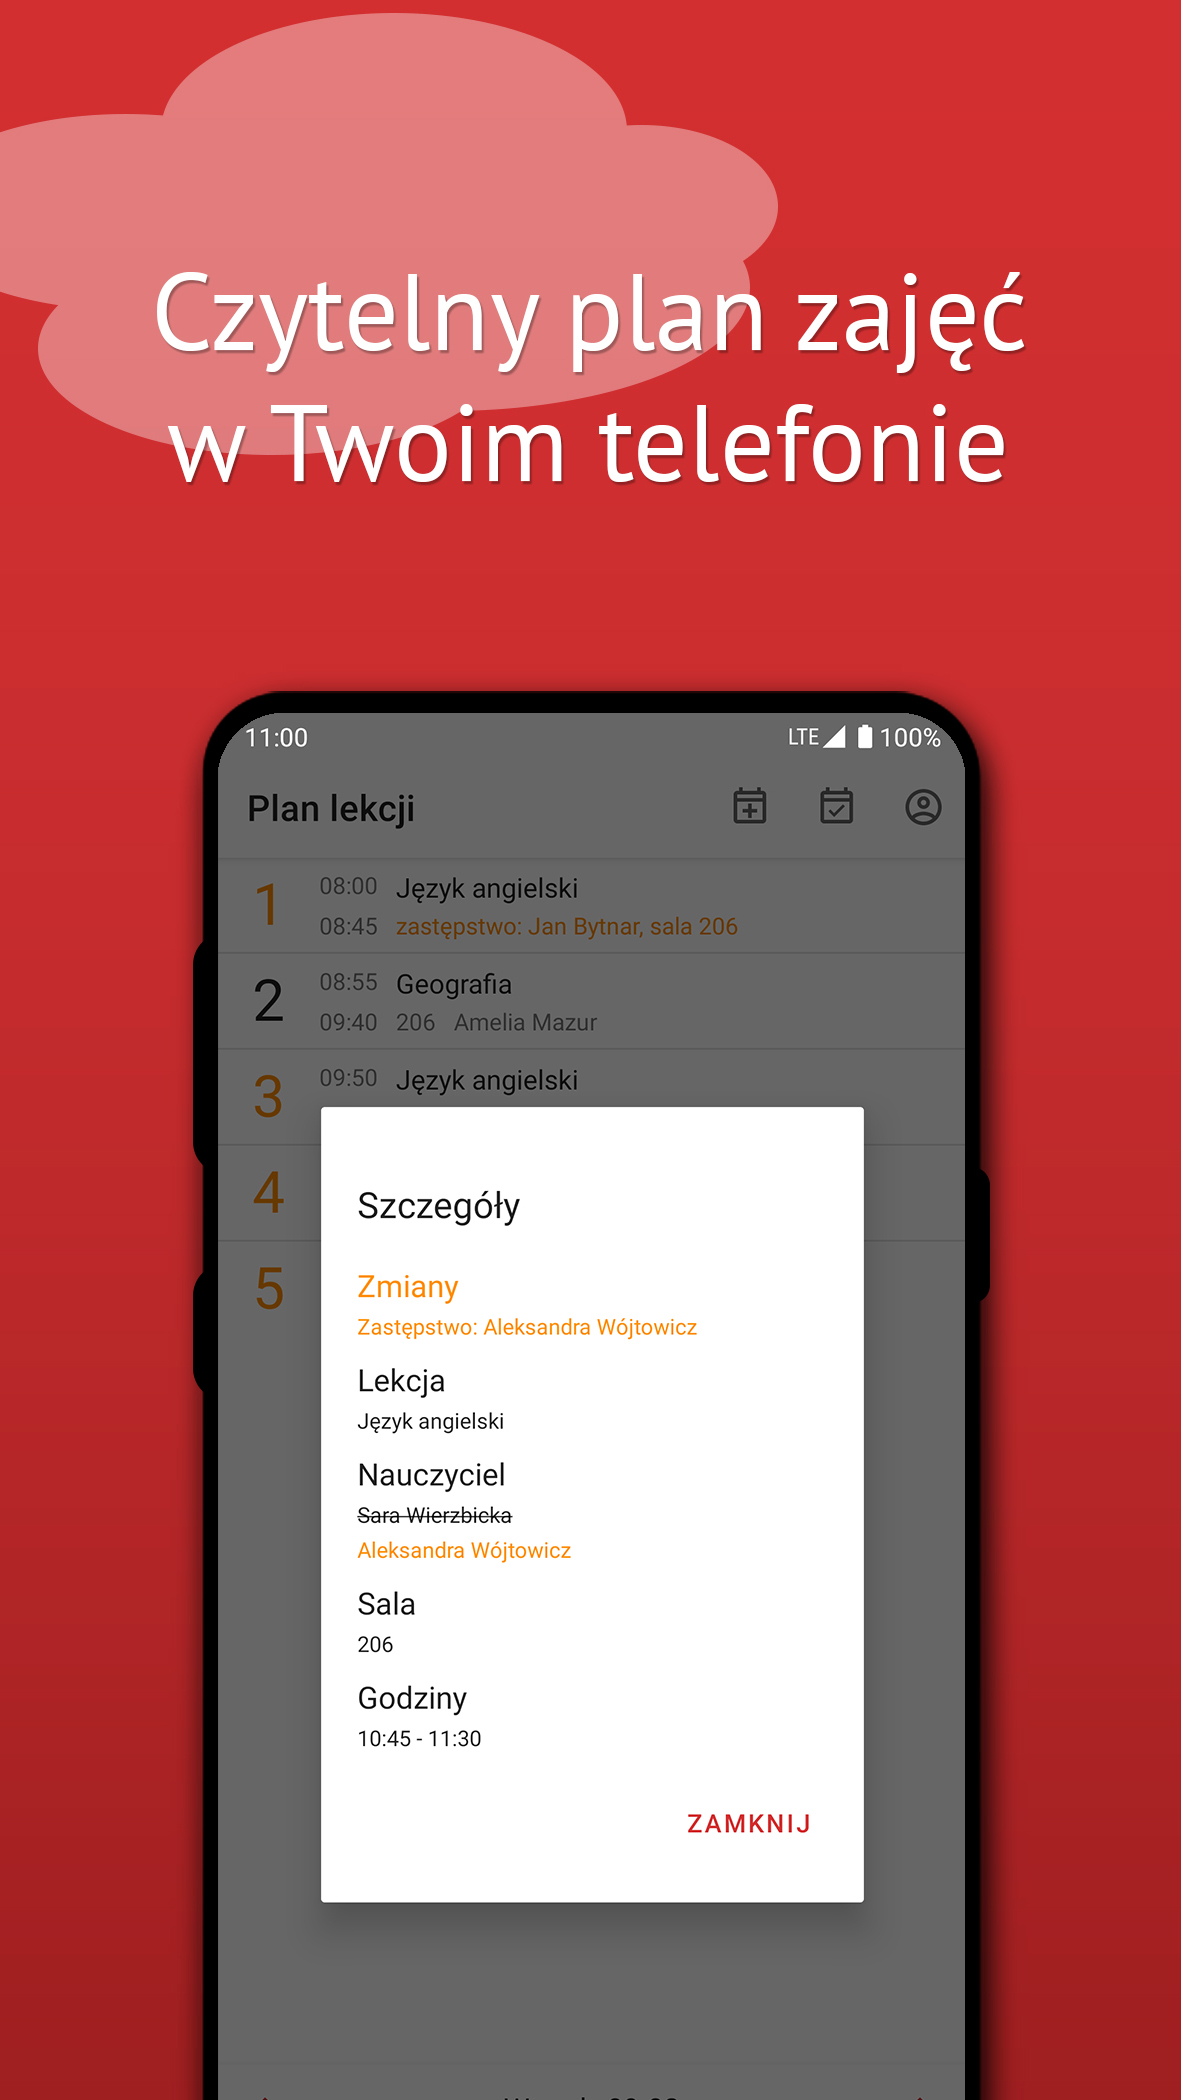 Czytelny plan zajęć
w Twoim telefonie
11:00 LTE 100%
Plan lekcji
1 08:00 Język angielski
08:45 zastępstwo: Jan Bytnar, sala 206
2 08:55 Geografia
09:40 206 Amelia Mazur
3 09:50 Język angielski
4
5
Szczegóły
Zmiany
Zastępstwo: Aleksandra Wójtowicz
Lekcja
Język angielski
Nauczyciel
Sara Wierzbicka
Aleksandra Wójtowicz
Sala
206
Godziny
10:45 - 11:30
ZAMKNIJ